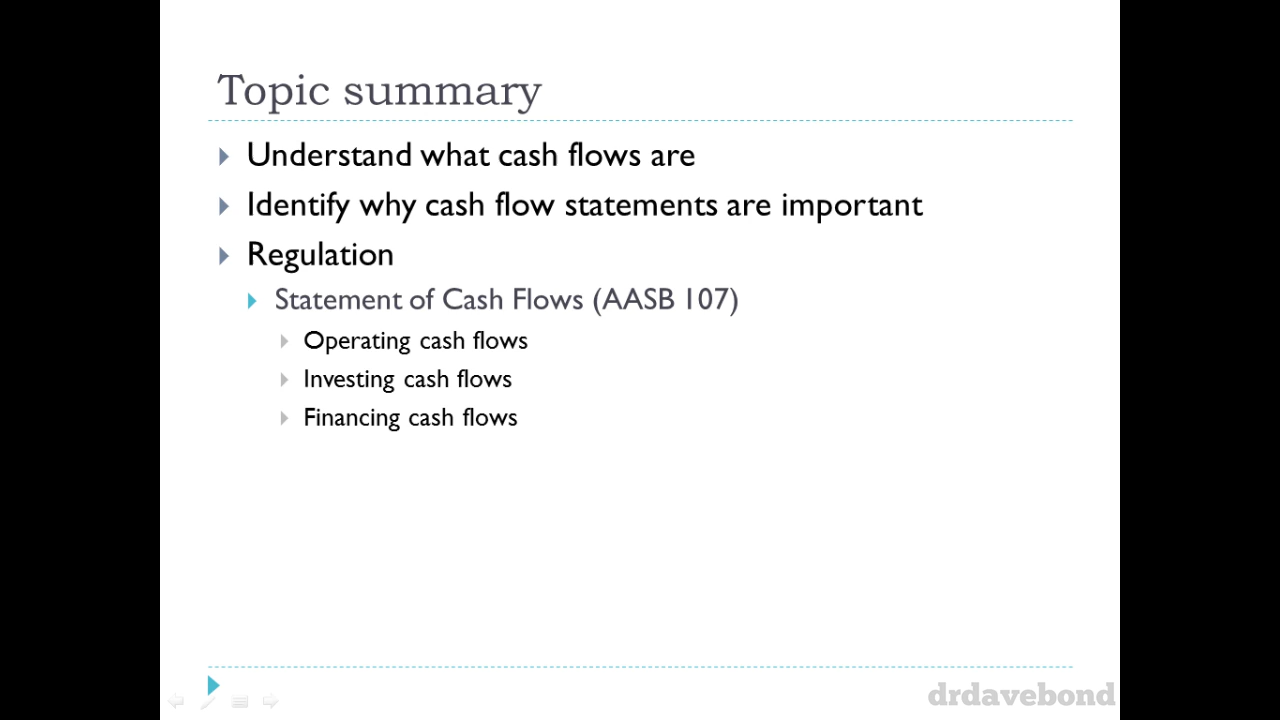 Topic summary
Understand what cash flows are
Identify why cash flow statements are important
Regulation
Statement of Cash Flows (AASB 107)
Operating cash flows
Investing cash flows
Financing cash flows
drdavebond